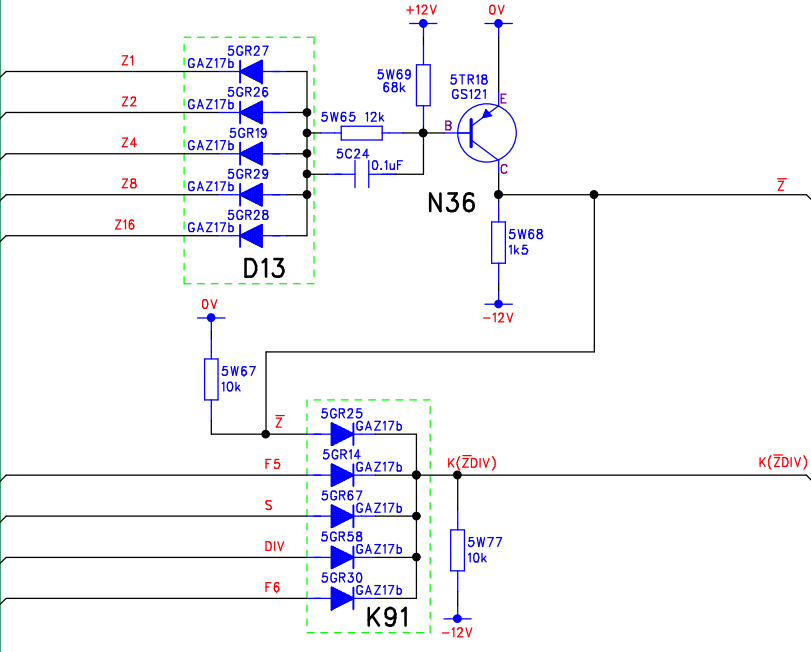 +12V
0V
Z1
5GR27
GAZ17b
5W69
68k
5TR18
GS121
E
Z2
5GR26
GAZ17b
5W65 12k
B
Z4
5GR19
GAZ17b
5C24
0.1uF
C
Z8
5GR29
GAZ17b
N36
Z̅
Z16
5GR28
GAZ17b
5W68
1k5
D13
0V
-12V
5W67
10k
Z̅
5GR25
GAZ17b
F5
5GR14
GAZ17b
K(Z̅DIV)
K(Z̅DIV)
S
5GR67
GAZ17b
DIV
5GR58
GAZ17b
5W77
10k
F6
5GR30
GAZ17b
K91
-12V